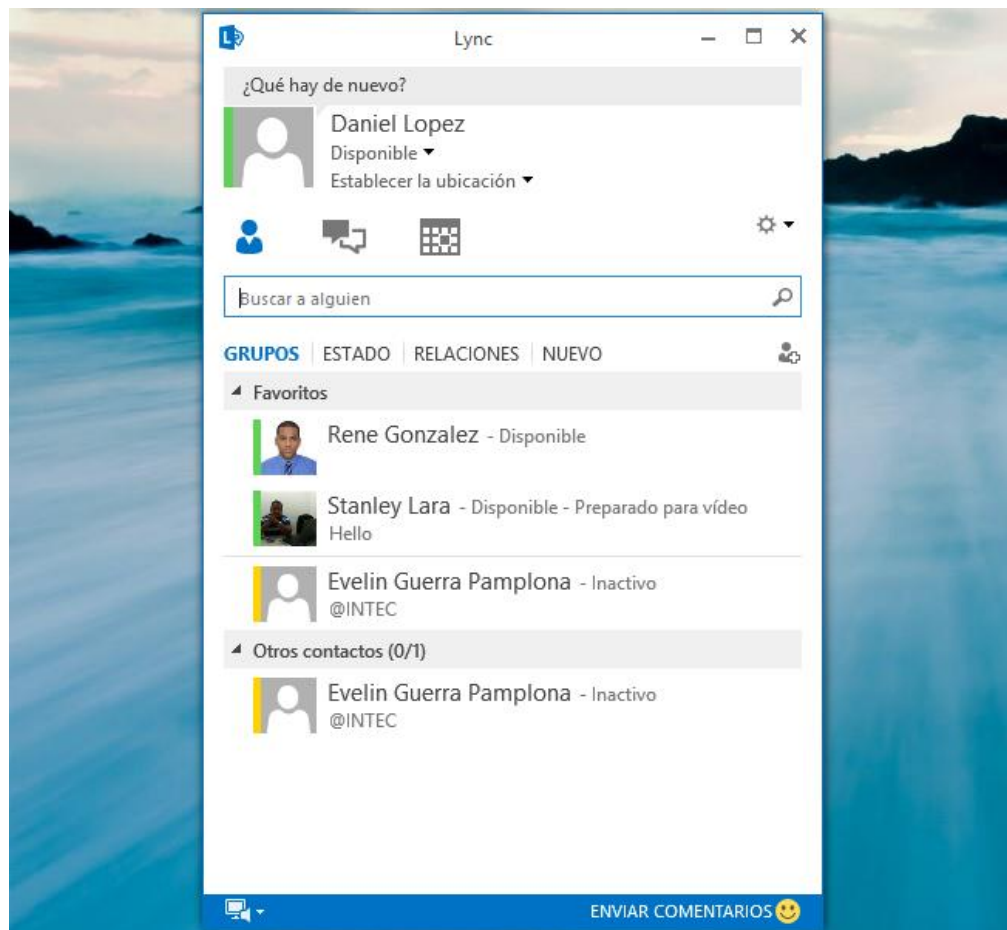 Lync
¿Qué hay de nuevo?
Daniel Lopez
Disponible
Establecer la ubicación
Buscar a alguien
GRUPOS ESTADO RELACIONES NUEVO
Favoritos
Rene Gonzalez - Disponible
Stanley Lara - Disponible - Preparado para vídeo
Hello
Evelin Guerra Pamplona - Inactivo
@INTEC
Otros contactos (0/1)
Evelin Guerra Pamplona - Inactivo
@INTEC
ENVIAR COMENTARIOS